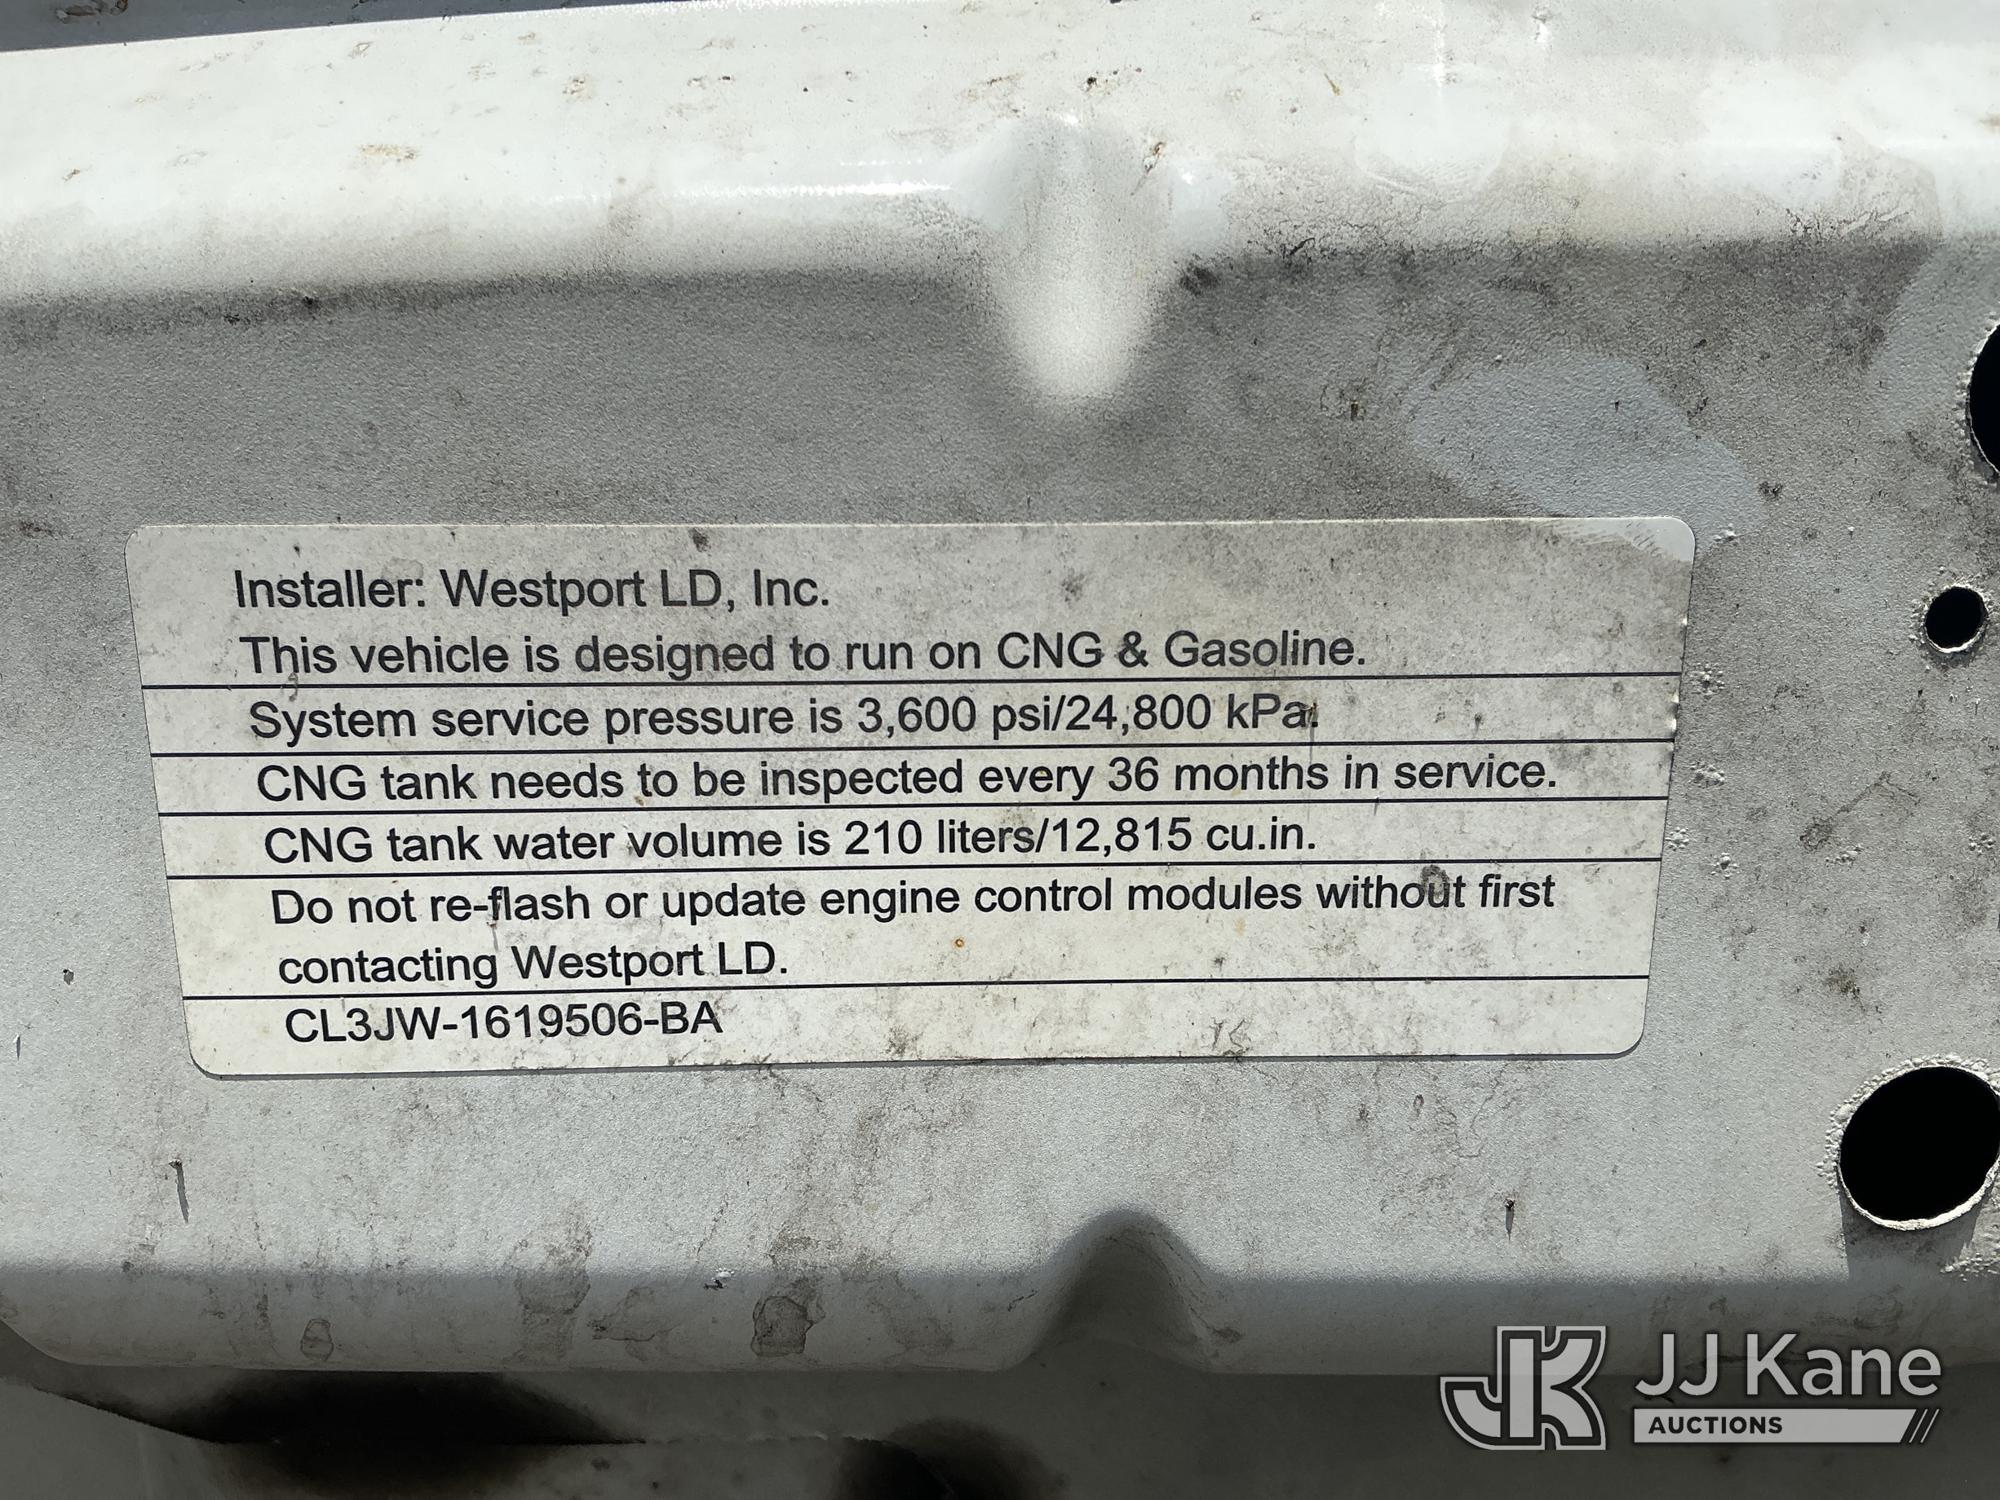 Installer: Westport LD, Inc.
This vehicle is designed to run on CNG & Gasoline.
System service pressure is 3,600 psi/24,800 kPa.
CNG tank needs to be inspected every 36 months in service.
CNG tank water volume is 210 liters/12,815 cu.in.
Do not re-flash or update engine control modules without first
contacting Westport LD.
CL3JW-1619506-BA
JK JJ Kane
AUCTIONS